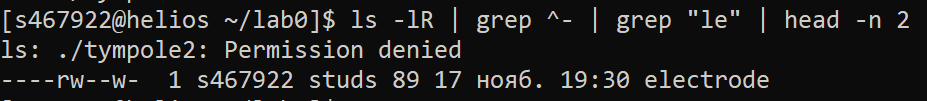 [s467922@helios ~/lab0]$ ls -lR | grep ^- | grep "le" | head -n 2
ls: ./tympole2: Permission denied
----rw--w-  1 s467922 studs 89 17 нояб. 19:30 electrode